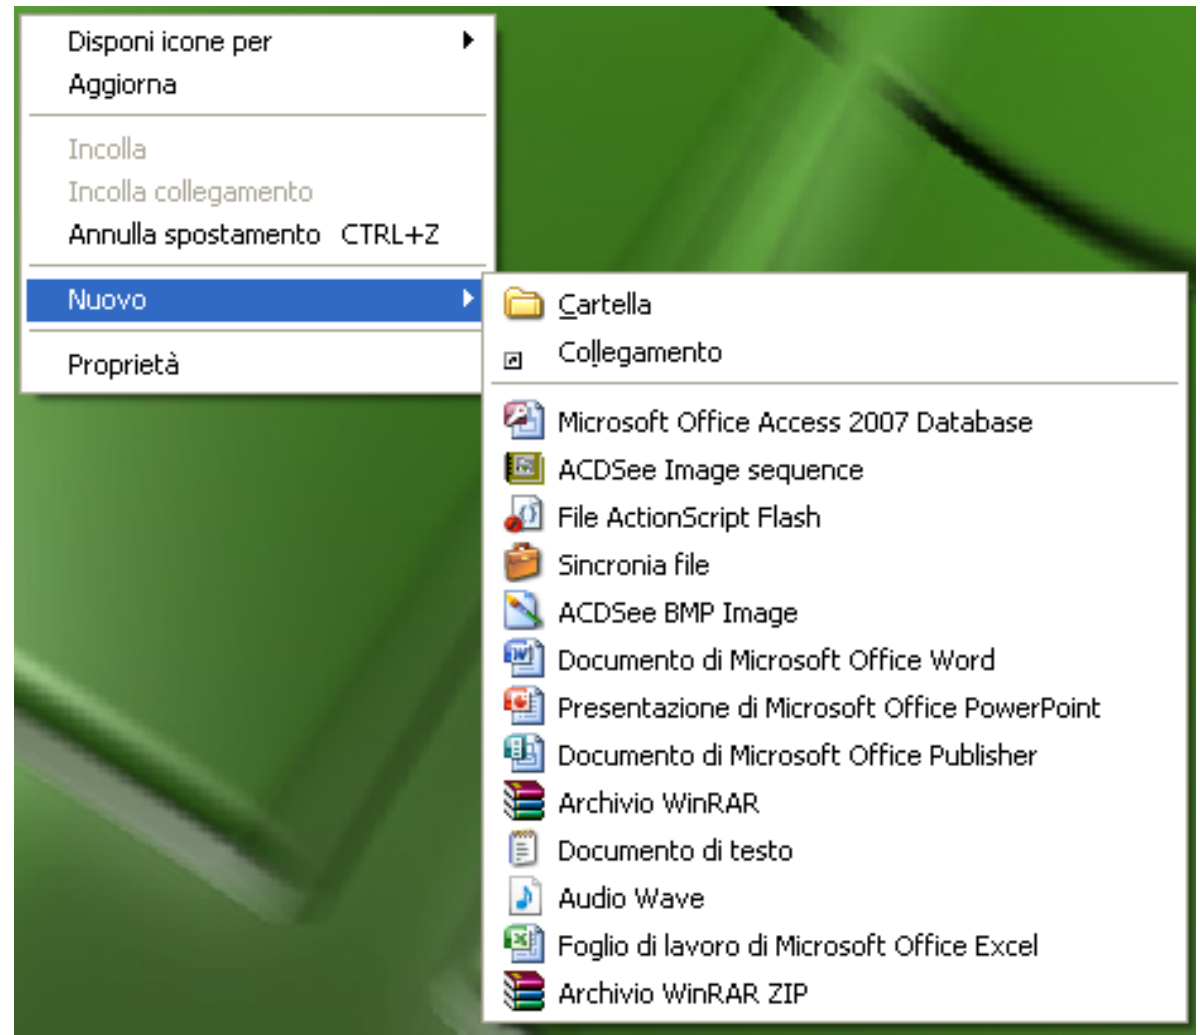 Disponi icone per
Aggiorna
Incolla
Incolla collegamento
Annulla spostamento CTRL+Z
Nuovo
Proprietà
Cartella
Collegamento
Microsoft Office Access 2007 Database
ACDSee Image sequence
File ActionScript Flash
Sincronia file
ACDSee BMP Image
Documento di Microsoft Office Word
Presentazione di Microsoft Office PowerPoint
Documento di Microsoft Office Publisher
Archivio WinRAR
Documento di testo
Audio Wave
Foglio di lavoro di Microsoft Office Excel
Archivio WinRAR ZIP